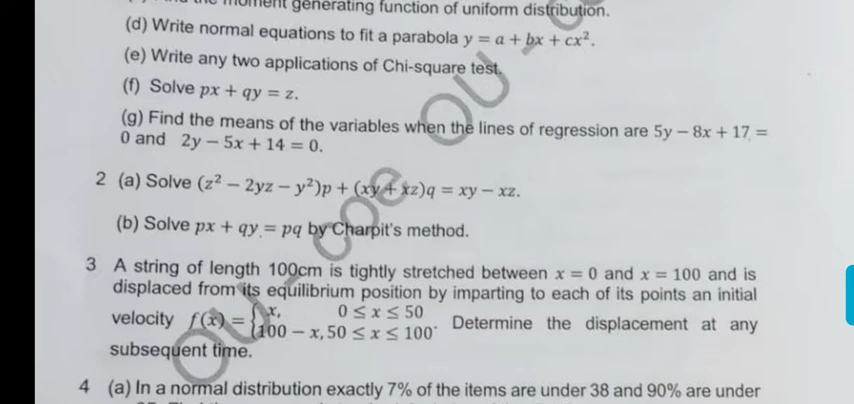 moment generating function of uniform distribution.
(d) Write normal equations to fit a parabola y = a + bx + cx².
(e) Write any two applications of Chi-square test.
(f) Solve px + qy = z.
(g) Find the means of the variables when the lines of regression are 5y − 8x + 17 =
0 and 2y − 5x + 14 = 0.
2 (a) Solve (z² − 2yz − y²)p + (xy + xz)q = xy − xz.
(b) Solve px + qy = pq by Charpit's method.
3 A string of length 100cm is tightly stretched between x = 0 and x = 100 and is
displaced from its equilibrium position by imparting to each of its points an initial
velocity f(x) = { x, 0 ≤ x ≤ 50
100 − x, 50 ≤ x ≤ 100 . Determine the displacement at any
subsequent time.
4 (a) In a normal distribution exactly 7% of the items are under 38 and 90% are under
OU - coe OU - co